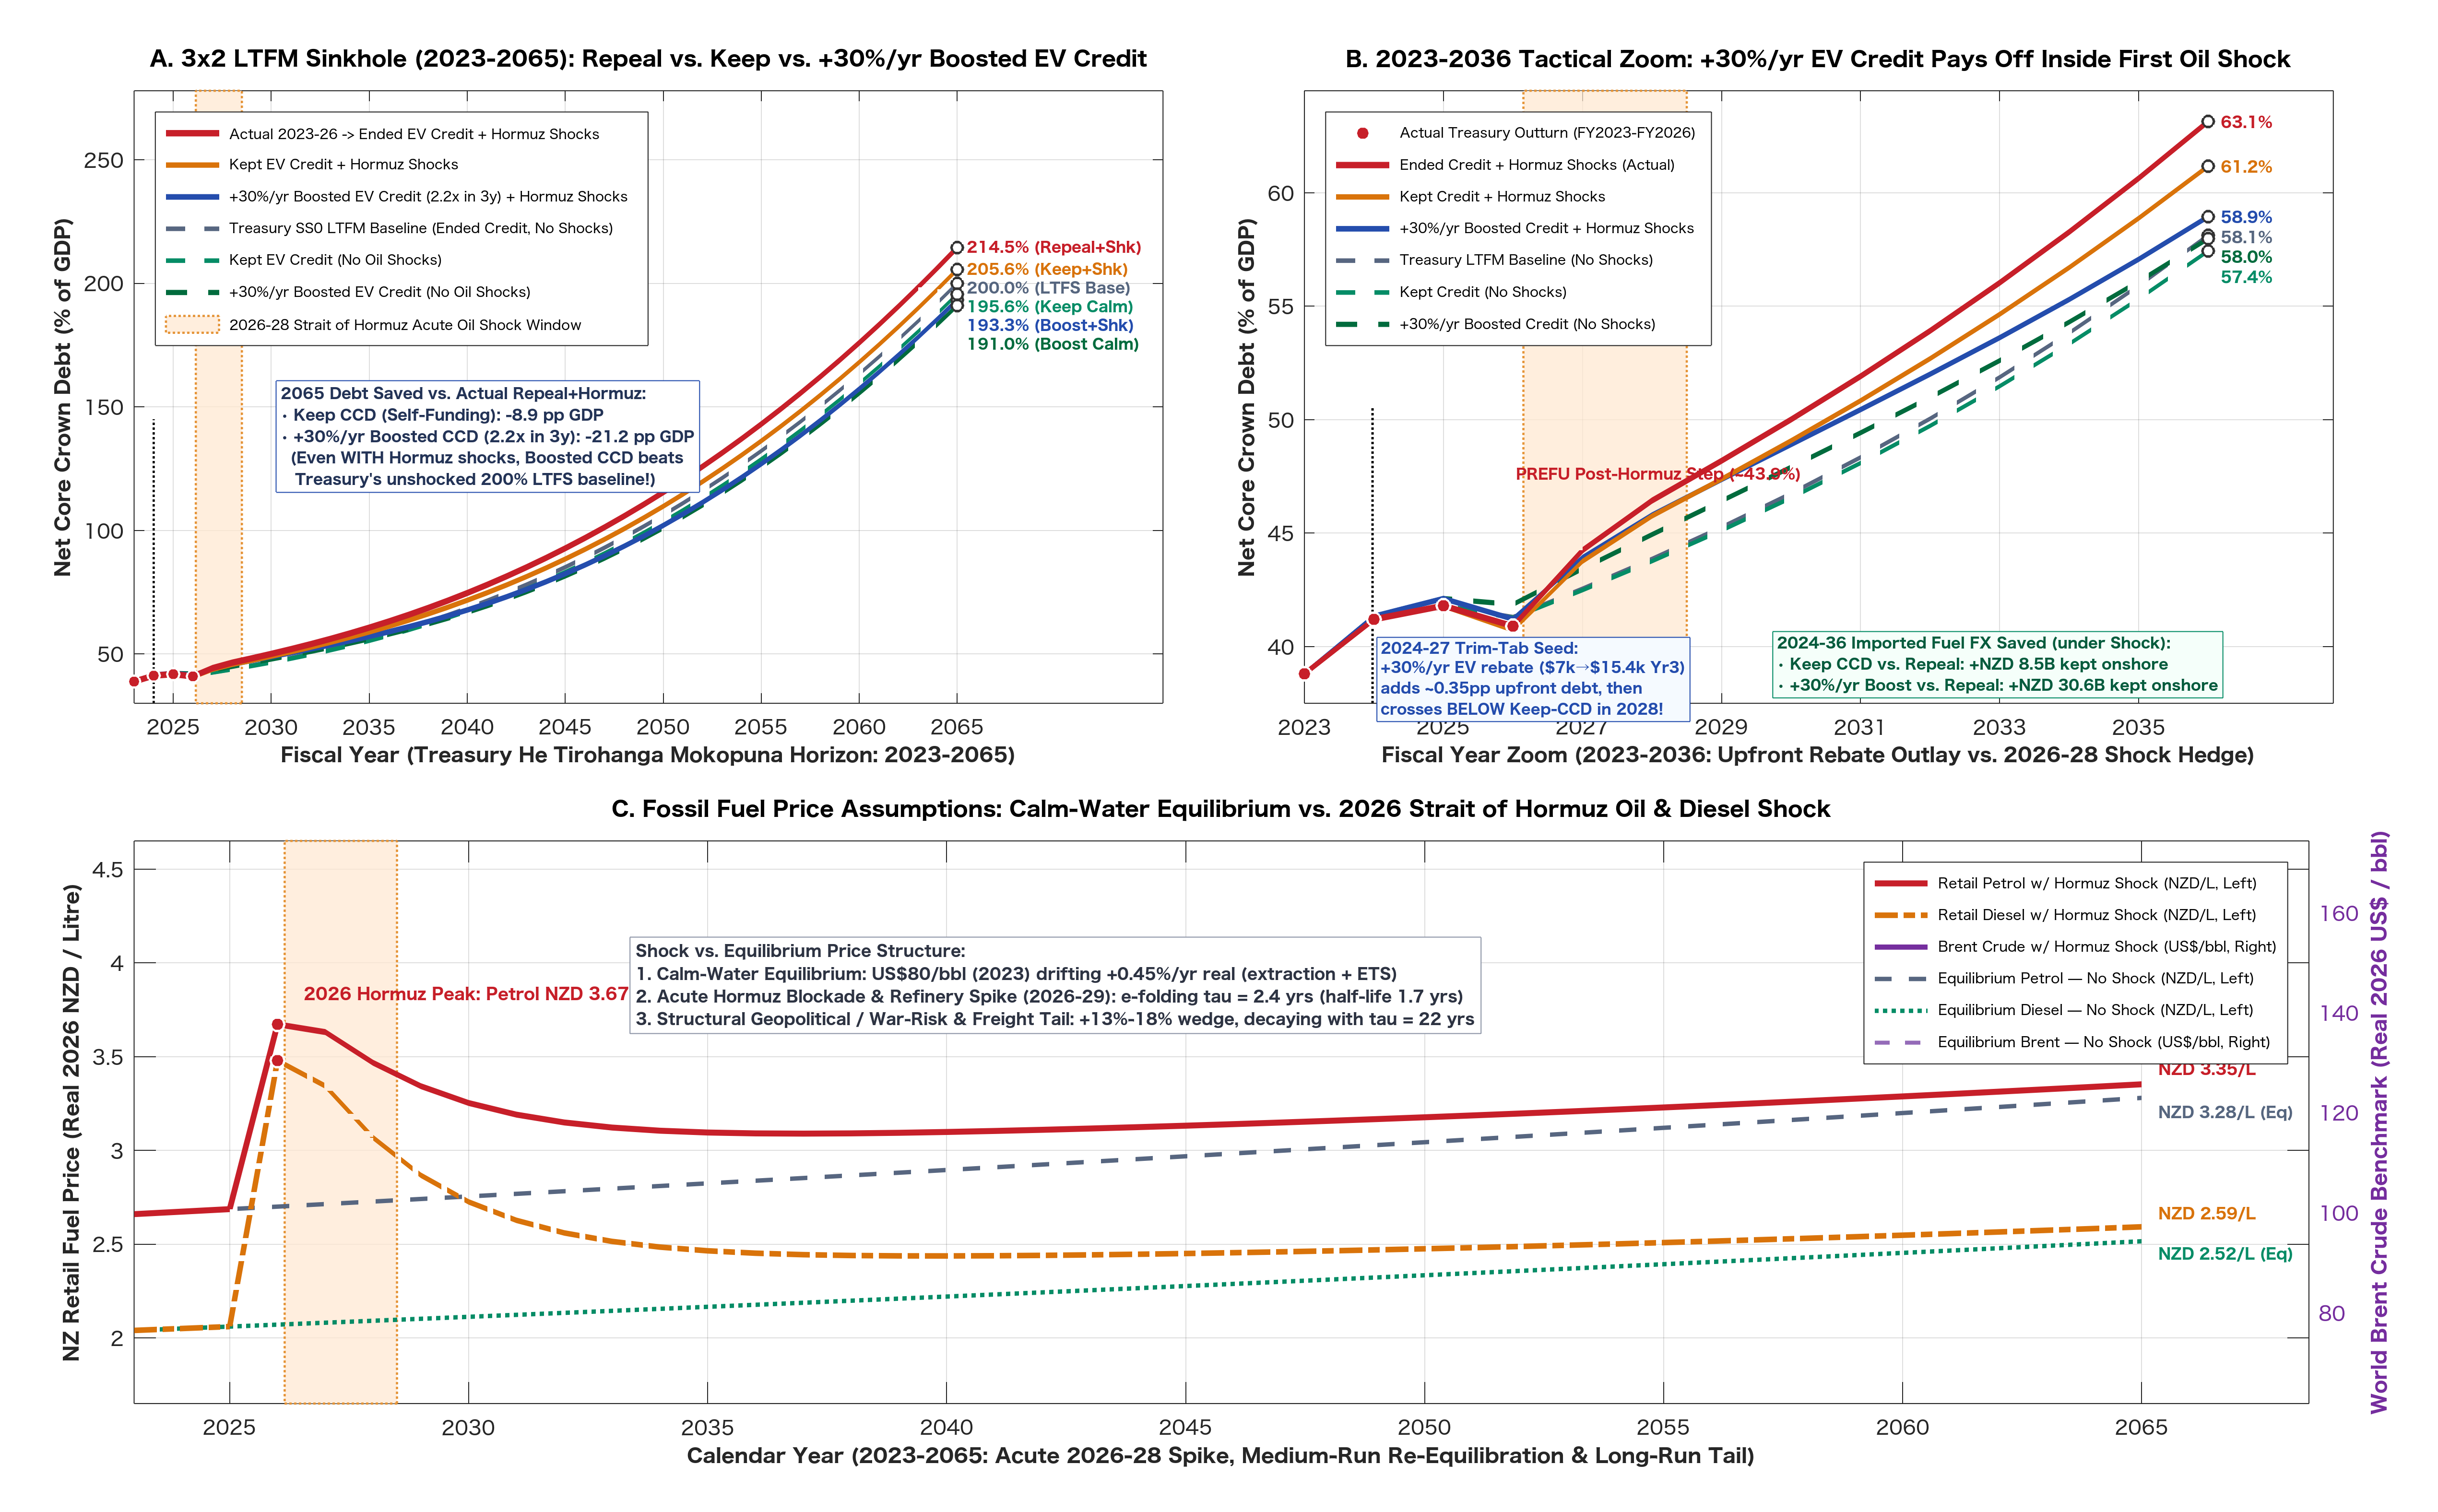 A. 3x2 LTFM Sinkhole (2023-2065): Repeal vs. Keep vs. +30%/yr Boosted EV Credit
Net Core Crown Debt (% of GDP)
250
200
150
100
50
Actual 2023-26 -> Ended EV Credit + Hormuz Shocks
Kept EV Credit + Hormuz Shocks
+30%/yr Boosted EV Credit (2.2x in 3y) + Hormuz Shocks
Treasury SS0 LTFM Baseline (Ended Credit, No Shocks)
Kept EV Credit (No Oil Shocks)
+30%/yr Boosted EV Credit (No Oil Shocks)
2026-28 Strait of Hormuz Acute Oil Shock Window
214.5% (Repeal+Shk)
205.6% (Keep+Shk)
200.0% (LTFS Base)
195.6% (Keep Calm)
193.3% (Boost+Shk)
191.0% (Boost Calm)
2065 Debt Saved vs. Actual Repeal+Hormuz:
· Keep CCD (Self-Funding): -8.9 pp GDP
· +30%/yr Boosted CCD (2.2x in 3y): -21.2 pp GDP
(Even WITH Hormuz shocks, Boosted CCD beats
Treasury's unshocked 200% LTFS baseline!)
2025 2030 2035 2040 2045 2050 2055 2060 2065
Fiscal Year (Treasury He Tirohanga Mokopuna Horizon: 2023-2065)
B. 2023-2036 Tactical Zoom: +30%/yr EV Credit Pays Off Inside First Oil Shock
Net Core Crown Debt (% of GDP)
60
55
50
45
40
Actual Treasury Outturn (FY2023-FY2026)
Ended Credit + Hormuz Shocks (Actual)
Kept Credit + Hormuz Shocks
+30%/yr Boosted Credit + Hormuz Shocks
Treasury LTFM Baseline (No Shocks)
Kept Credit (No Shocks)
+30%/yr Boosted Credit (No Shocks)
63.1%
61.2%
58.9%
58.1%
58.0%
57.4%
PREFU Post-Hormuz Step (~43.9%)
2024-27 Trim-Tab Seed:
+30%/yr EV rebate ($7k→$15.4k Yr3)
adds ~0.35pp upfront debt, then
crosses BELOW Keep-CCD in 2028!
2024-36 Imported Fuel FX Saved (under Shock):
· Keep CCD vs. Repeal: +NZD 8.5B kept onshore
· +30%/yr Boost vs. Repeal: +NZD 30.6B kept onshore
2023 2025 2027 2029 2031 2033 2035
Fiscal Year Zoom (2023-2036: Upfront Rebate Outlay vs. 2026-28 Shock Hedge)
C. Fossil Fuel Price Assumptions: Calm-Water Equilibrium vs. 2026 Strait of Hormuz Oil & Diesel Shock
NZ Retail Fuel Price (Real 2026 NZD / Litre)
4.5
4
3.5
3
2.5
2
2026 Hormuz Peak: Petrol NZD 3.67
Shock vs. Equilibrium Price Structure:
1. Calm-Water Equilibrium: US$80/bbl (2023) drifting +0.45%/yr real (extraction + ETS)
2. Acute Hormuz Blockade & Refinery Spike (2026-29): e-folding tau = 2.4 yrs (half-life 1.7 yrs)
3. Structural Geopolitical / War-Risk & Freight Tail: +13%-18% wedge, decaying with tau = 22 yrs
Retail Petrol w/ Hormuz Shock (NZD/L, Left)
Retail Diesel w/ Hormuz Shock (NZD/L, Left)
Brent Crude w/ Hormuz Shock (US$/bbl, Right)
Equilibrium Petrol — No Shock (NZD/L, Left)
Equilibrium Diesel — No Shock (NZD/L, Left)
Equilibrium Brent — No Shock (US$/bbl, Right)
NZD 3.35/L
NZD 3.28/L (Eq)
NZD 2.59/L
NZD 2.52/L (Eq)
160
140
120
100
80
World Brent Crude Benchmark (Real 2026 US$ / bbl)
2025 2030 2035 2040 2045 2050 2055 2060 2065
Calendar Year (2023-2065: Acute 2026-28 Spike, Medium-Run Re-Equilibration & Long-Run Tail)